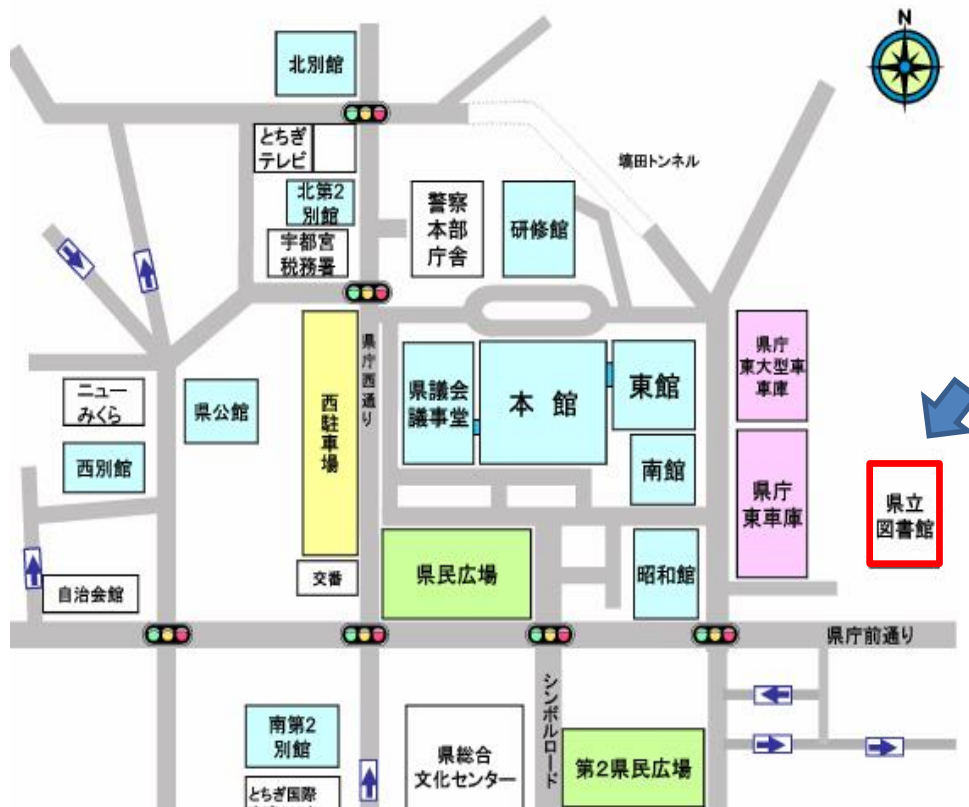 N
北別館
とちぎ
テレビ
北第2
別館
宇都宮
税務署
警察
本部
庁舎
研修館
塙田トンネル
県庁西通り
西駐車場
県議会
議事堂
本館
東館
南館
県庁
東大型車
車庫
県庁
東車庫
県立
図書館
ニュー
みくら
県公館
西別館
自治会館
交番
県民広場
昭和館
県庁前通り
シンボルロード
南第2
別館
とちぎ国際
県総合
文化センター
第2県民広場